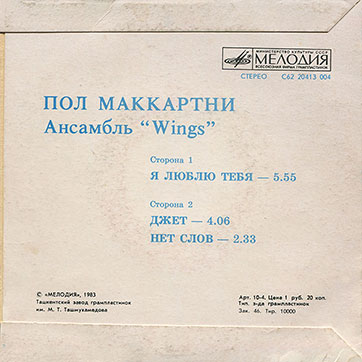 МИНИСТЕРСТВО КУЛЬТУРЫ СССР
МЕЛОДИЯ
ВСЕСОЮЗНАЯ ФИРМА ГРАМПЛАСТИНОК
СТЕРЕО С62 20413 004
ПОЛ МАККАРТНИ
Ансамбль “Wings”
Сторона 1
Я ЛЮБЛЮ ТЕБЯ — 5.55
Сторона 2
ДЖЕТ — 4.06
НЕТ СЛОВ — 2.33
© «МЕЛОДИЯ», 1983
Ташкентский завод грампластинок
им. М. Т. Ташмухамедова
Арт. 10-4. Цена 1 руб. 20 коп.
Тип. з-да грампластинок
Зак. 46. Тир. 10000